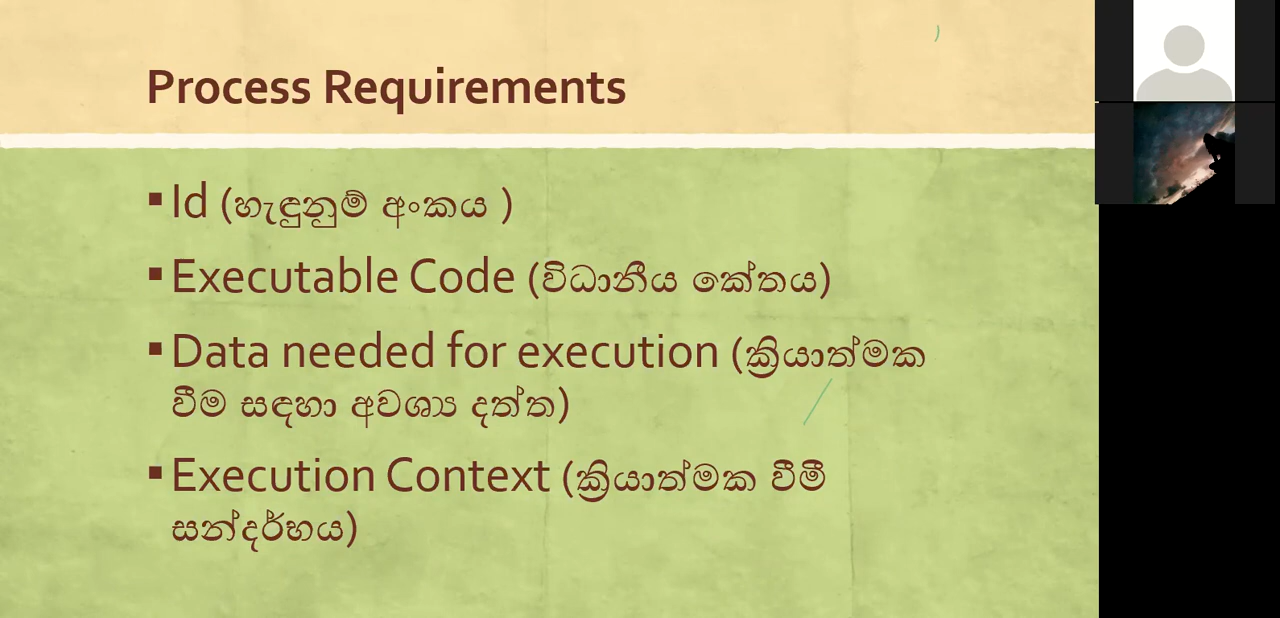 Process Requirements
▪Id (හැඳුනුම් අංකය )
▪Executable Code (විධානීය කේතය)
▪Data needed for execution (ක්‍රියාත්මක
වීම සඳහා අවශ්‍ය දත්ත)
▪Execution Context (ක්‍රියාත්මක වීමී
සන්දර්භය)